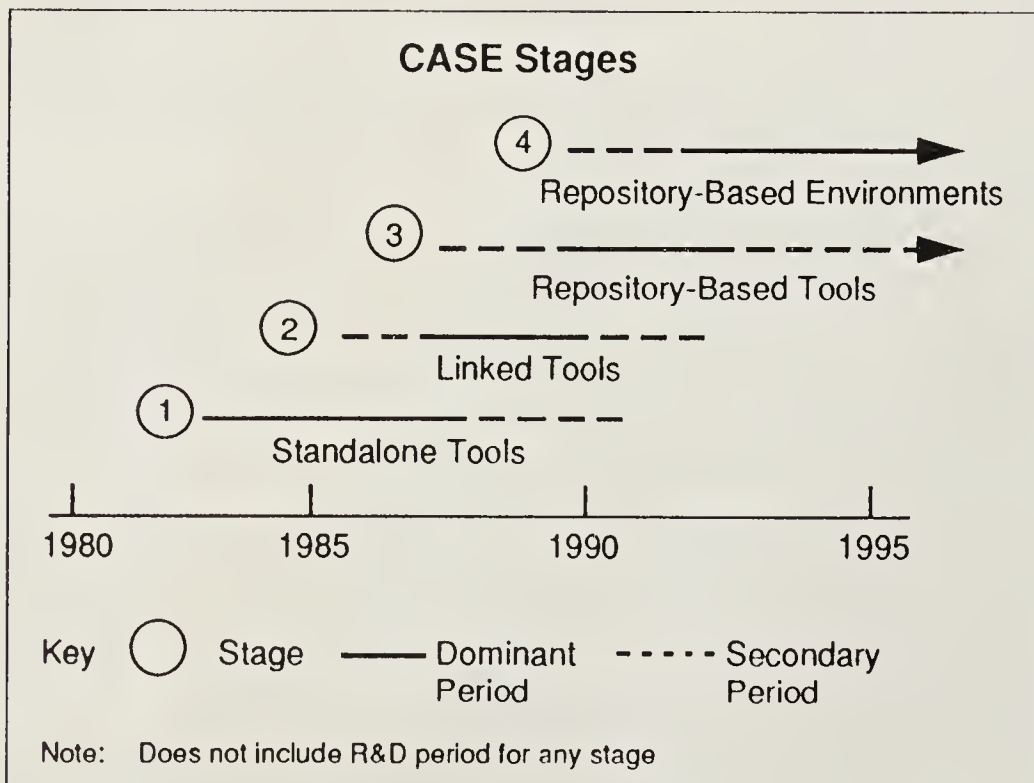 CASE Stages
4
Repository-Based Environments
3
Repository-Based Tools
2
Linked Tools
1
Standalone Tools
1980 1985 1990 1995
Key Stage Dominant Period Secondary Period
Note: Does not include R&D period for any stage